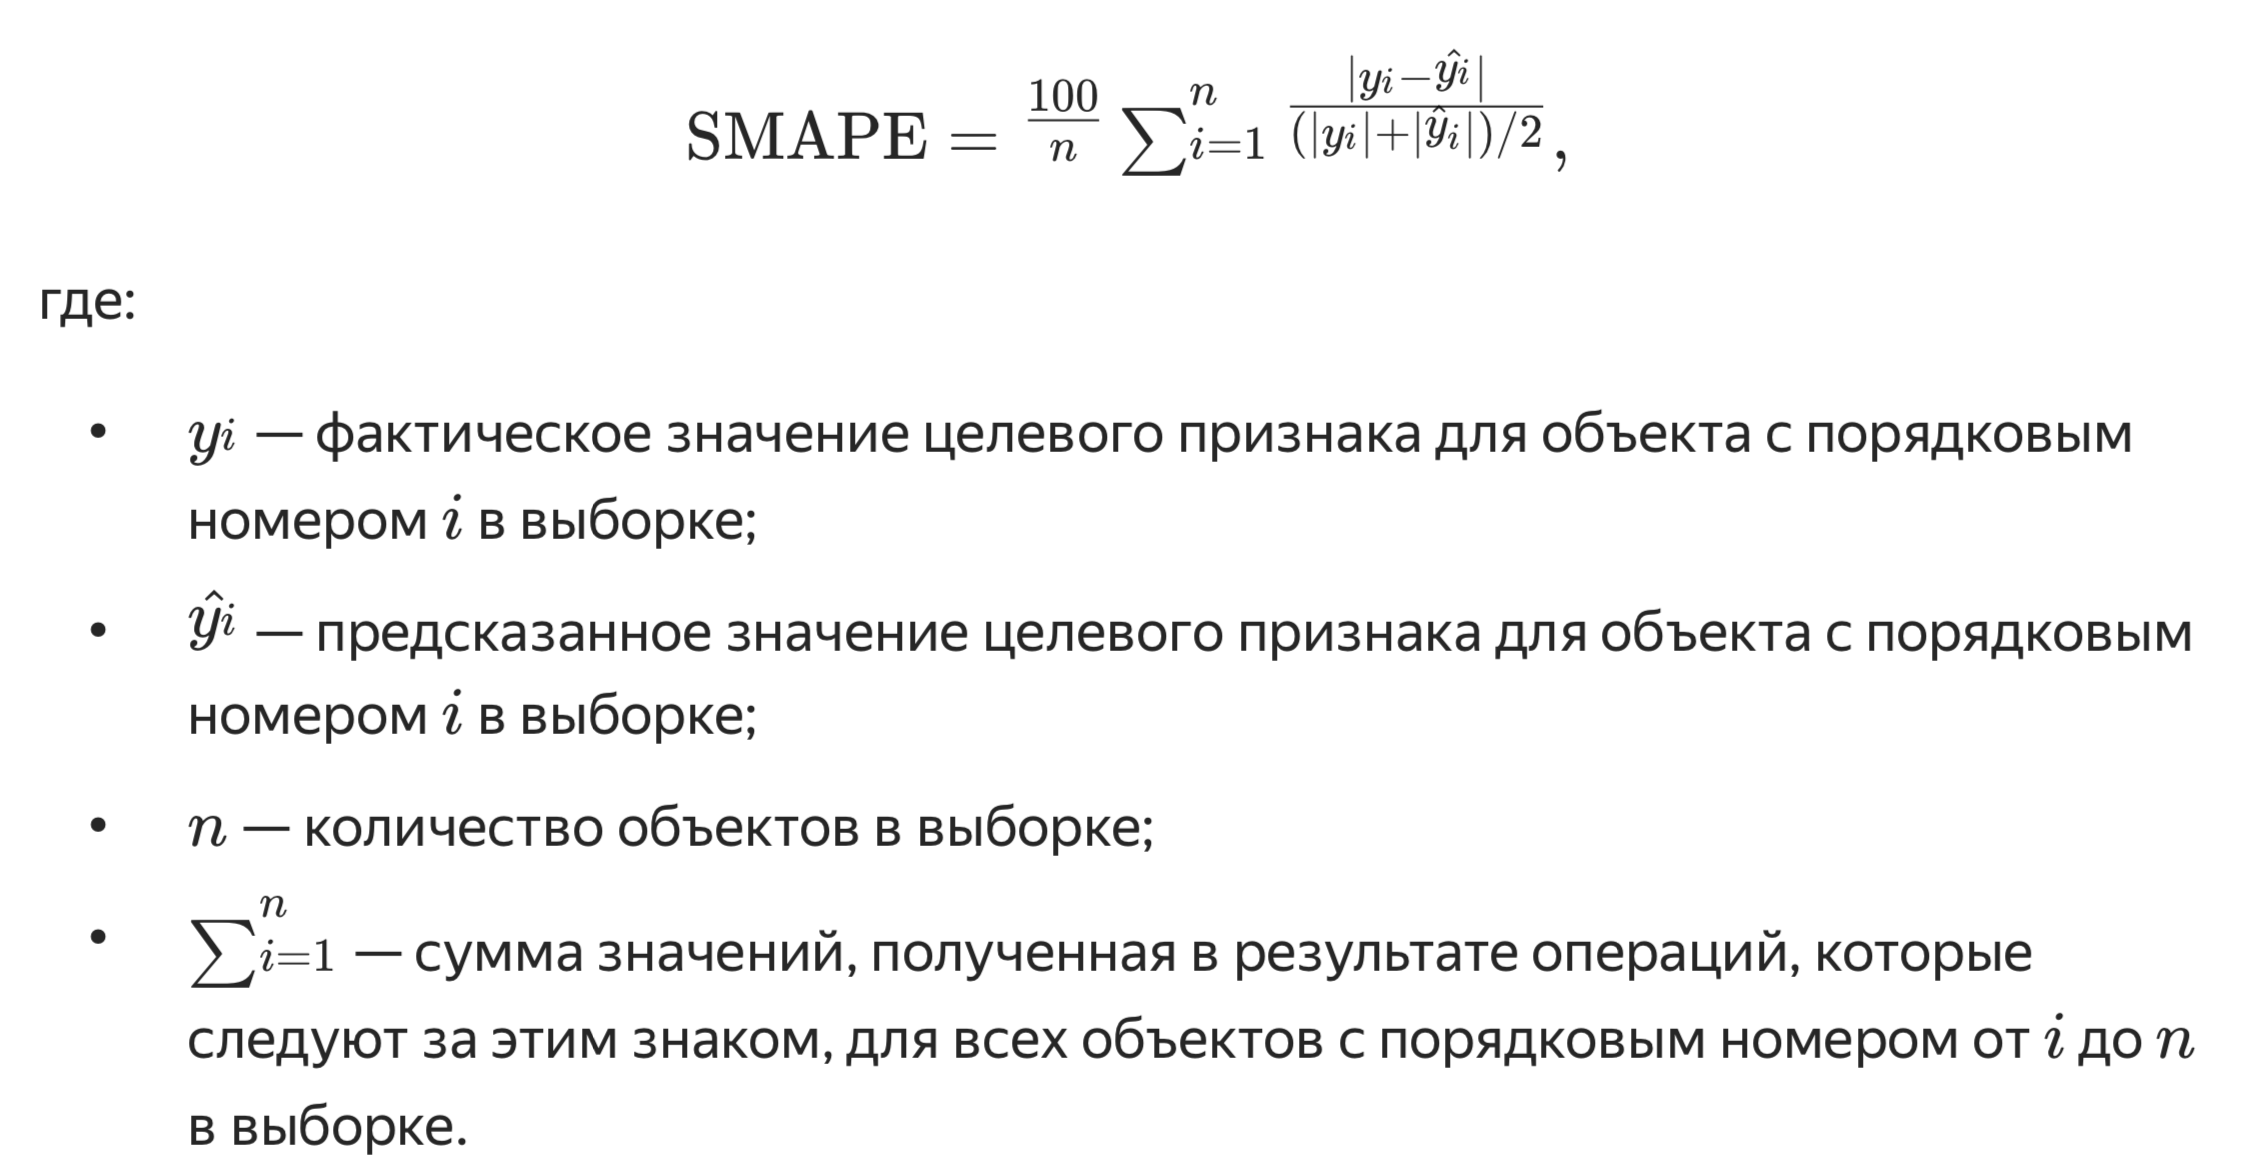 SMAPE = \frac{100}{n} \sum_{i=1}^{n} \frac{|y_i - \hat{y}_i|}{(|y_i| + |\hat{y}_i|)/2},
где:
• y_i — фактическое значение целевого признака для объекта с порядковым
номером i в выборке;
• \hat{y}_i — предсказанное значение целевого признака для объекта с порядковым
номером i в выборке;
• n — количество объектов в выборке;
• \sum_{i=1}^{n} — сумма значений, полученная в результате операций, которые
следуют за этим знаком, для всех объектов с порядковым номером от i до n
в выборке.